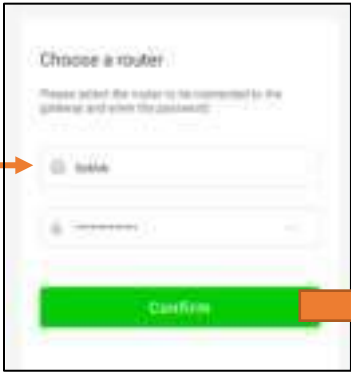 Choose a router
Please select the router to be connected to the
gateway and enter the password.
Confirm